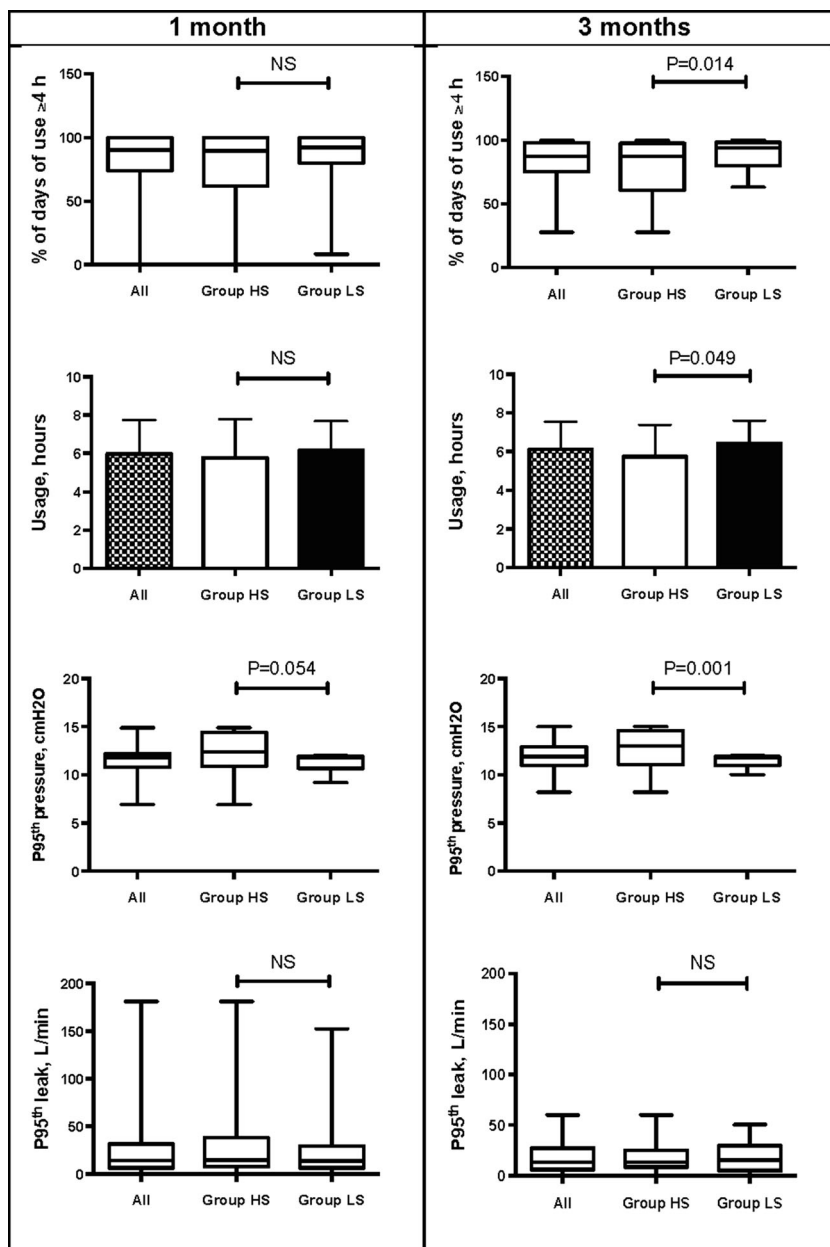 1 month
3 months
NS
% of days of use ≥4 h
150
100
50
0
All Group HS Group LS
P=0.014
% of days of use ≥4 h
150
100
50
0
All Group HS Group LS
NS
Usage, hours
10
8
6
4
2
0
All Group HS Group LS
P=0.049
Usage, hours
10
8
6
4
2
0
All Group HS Group LS
P=0.054
P95th pressure, cmH2O
20
15
10
5
0
All Group HS Group LS
P=0.001
P95th pressure, cmH2O
20
15
10
5
0
All Group HS Group LS
NS
P95th leak, L/min
200
150
100
50
0
All Group HS Group LS
NS
P95th leak, L/min
200
150
100
50
0
All Group HS Group LS